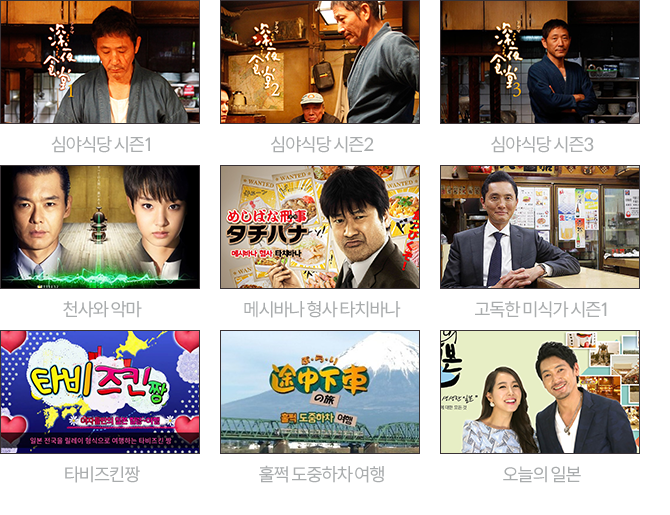 深夜食堂1
深夜食堂2
深夜食堂3
심야식당 시즌1
심야식당 시즌2
심야식당 시즌3
WANTED WANTED
めしばな刑事
タチハナ
메시바나 형사 타치바나
천사와 악마
메시바나 형사 타치바나
고독한 미식가 시즌1
타비즈킨짱
일본 전국을 릴레이 형식으로 여행하는 타비즈킨 짱
途中下車
の旅
훌쩍 도중하차 여행
본
타비즈킨짱
훌쩍 도중하차 여행
오늘의 일본